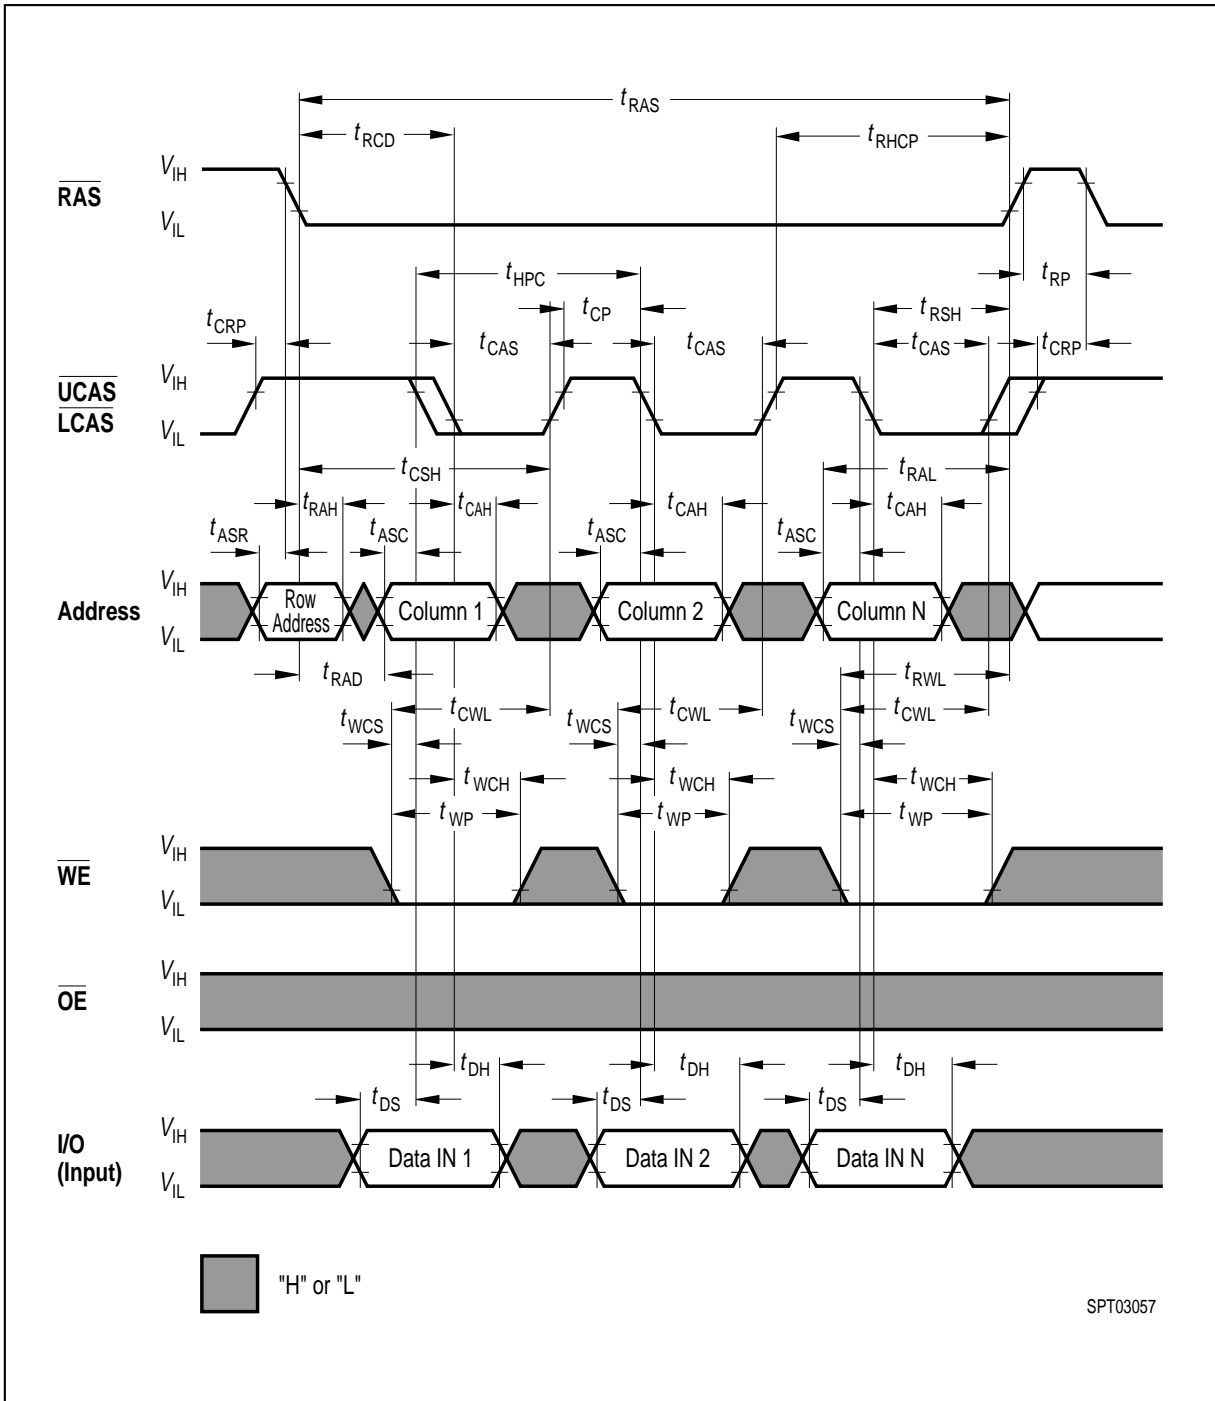 tRAS
tRCD tRHCP
RAS VIH
VIL
tHPC tRP
tCRP tCP tRSH
tCAS tCAS tCAS tCRP
UCAS VIH
LCAS VIL
tCSH tRAL
tRAH tCAH tCAH tCAH
tASR tASC tASC tASC
Address VIH
VIL
Row Address Column 1 Column 2 Column N
tRAD tRWL
tCWL tCWL tCWL
tWCS tWCS tWCS
tWCH tWCH tWCH
tWP tWP tWP
WE VIH
VIL
OE VIH
VIL
tDH tDH tDH
tDS tDS tDS
I/O VIH
(Input) VIL
Data IN 1 Data IN 2 Data IN N
"H" or "L"
SPT03057